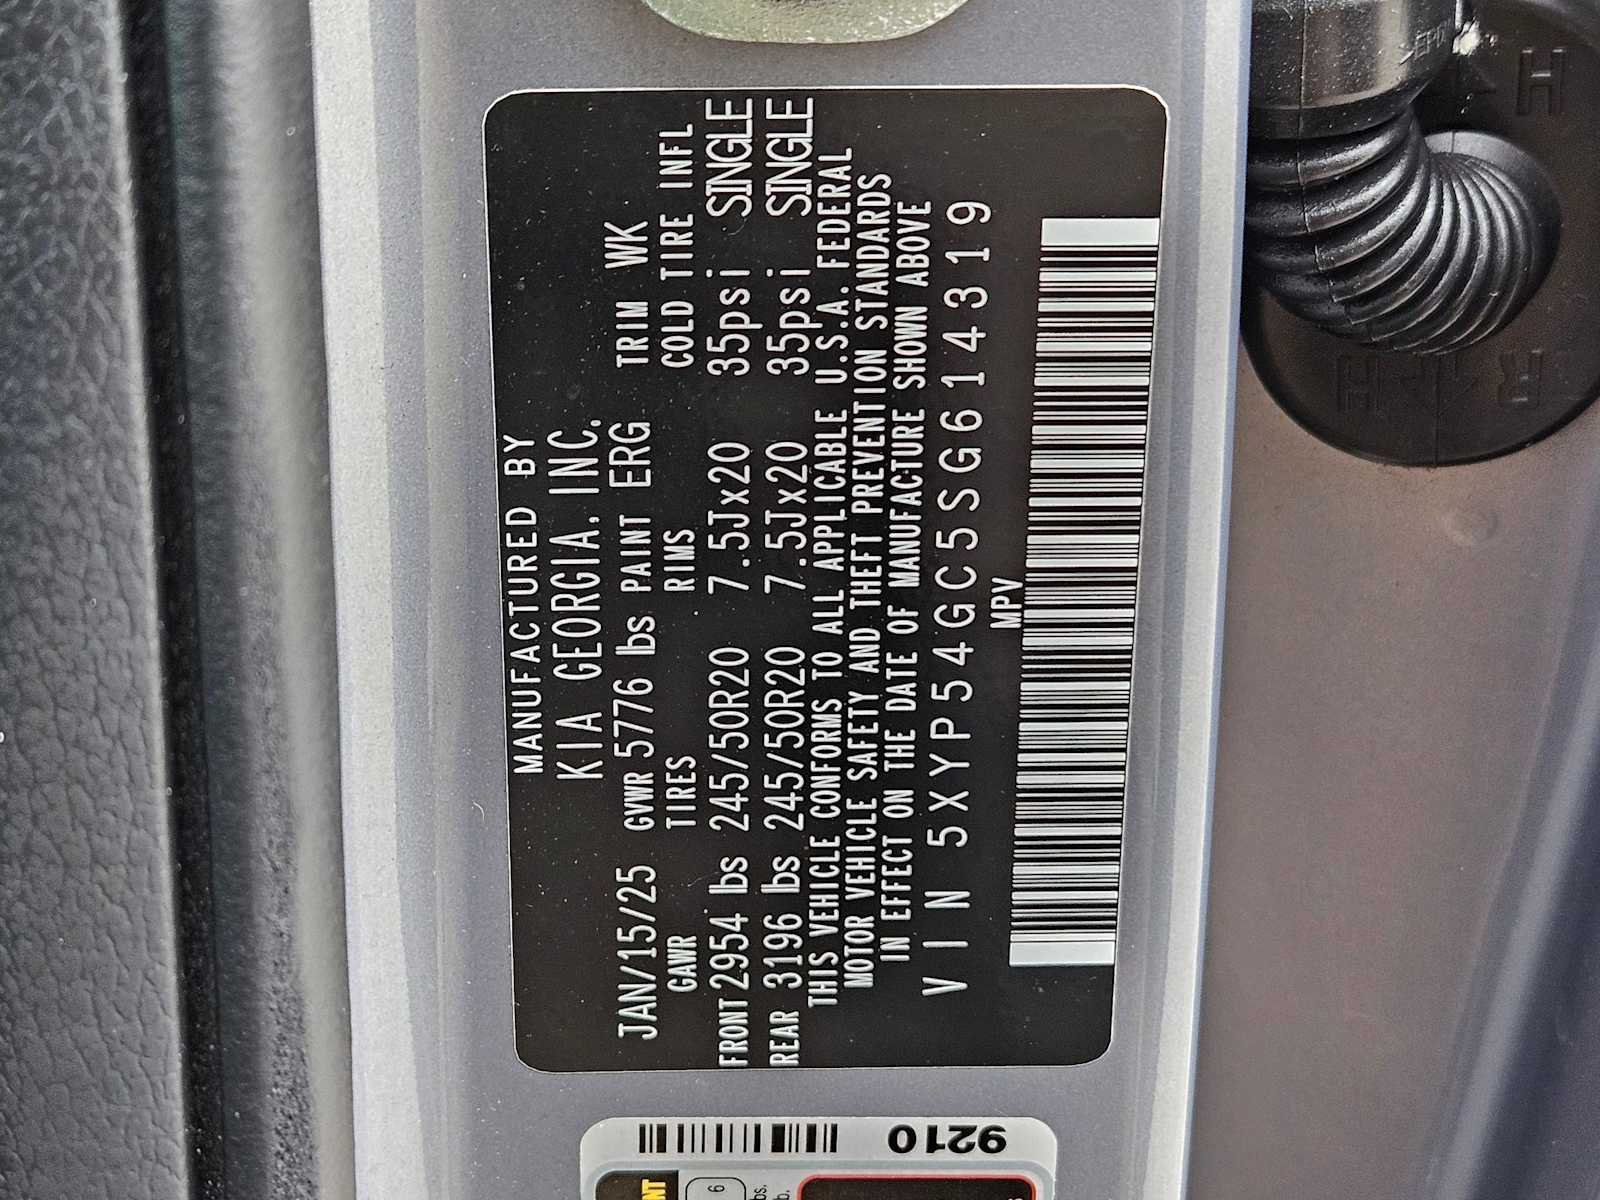 MANUFACTURED BY
KIA GEORGIA, INC.
JAN/15/25 GVWR 5776 lbs PAINT ERG TRIM WK
GAWR TIRES RIMS COLD TIRE INFL
FRONT 2954 lbs 245/50R20 7.5Jx20 35psi SINGLE
REAR 3196 lbs 245/50R20 7.5Jx20 35psi SINGLE
THIS VEHICLE CONFORMS TO ALL APPLICABLE U.S.A. FEDERAL
MOTOR VEHICLE SAFETY AND THEFT PREVENTION STANDARDS
IN EFFECT ON THE DATE OF MANUFACTURE SHOWN ABOVE
VIN 5XYP54GC5SG614319
MPV
9210
6
H
RH